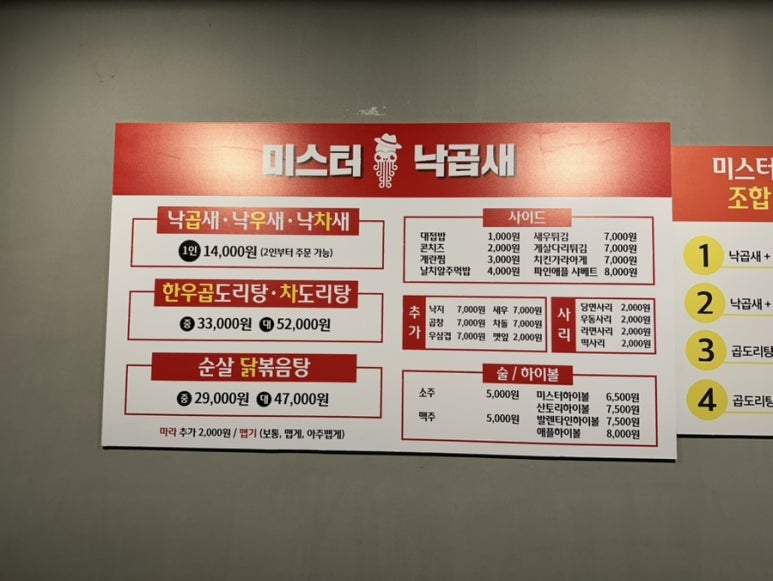 미스터 낙곱새
낙곱새·낙우새·낙차새
1인 14,000원 (2인부터 주문 가능)
한우곱도리탕·차도리탕
중 33,000원 대 52,000원
순살 닭볶음탕
중 29,000원 대 47,000원
마라 추가 2,000원 / 맵기 (보통, 맵게, 아주맵게)
사이드
대접밥 1,000원 새우튀김 7,000원
콘치즈 2,000원 게살다리튀김 7,000원
계란찜 3,000원 치킨가라아게 7,000원
날치알주먹밥 4,000원 파인애플 샤베트 8,000원
추가
낙지 7,000원 새우 7,000원
곱창 7,000원 차돌 7,000원
우삼겹 7,000원 깻잎 2,000원
사리
당면사리 2,000원
우동사리 2,000원
라면사리 2,000원
떡사리 2,000원
술 / 하이볼
소주 5,000원 미스터하이볼 6,500원
산토리하이볼 7,500원
맥주 5,000원 발렌타인하이볼 7,500원
애플하이볼 8,000원
미스터
조합
1 낙곱새 +
2 낙곱새 +
3 곱도리탕
4 곱도리탕